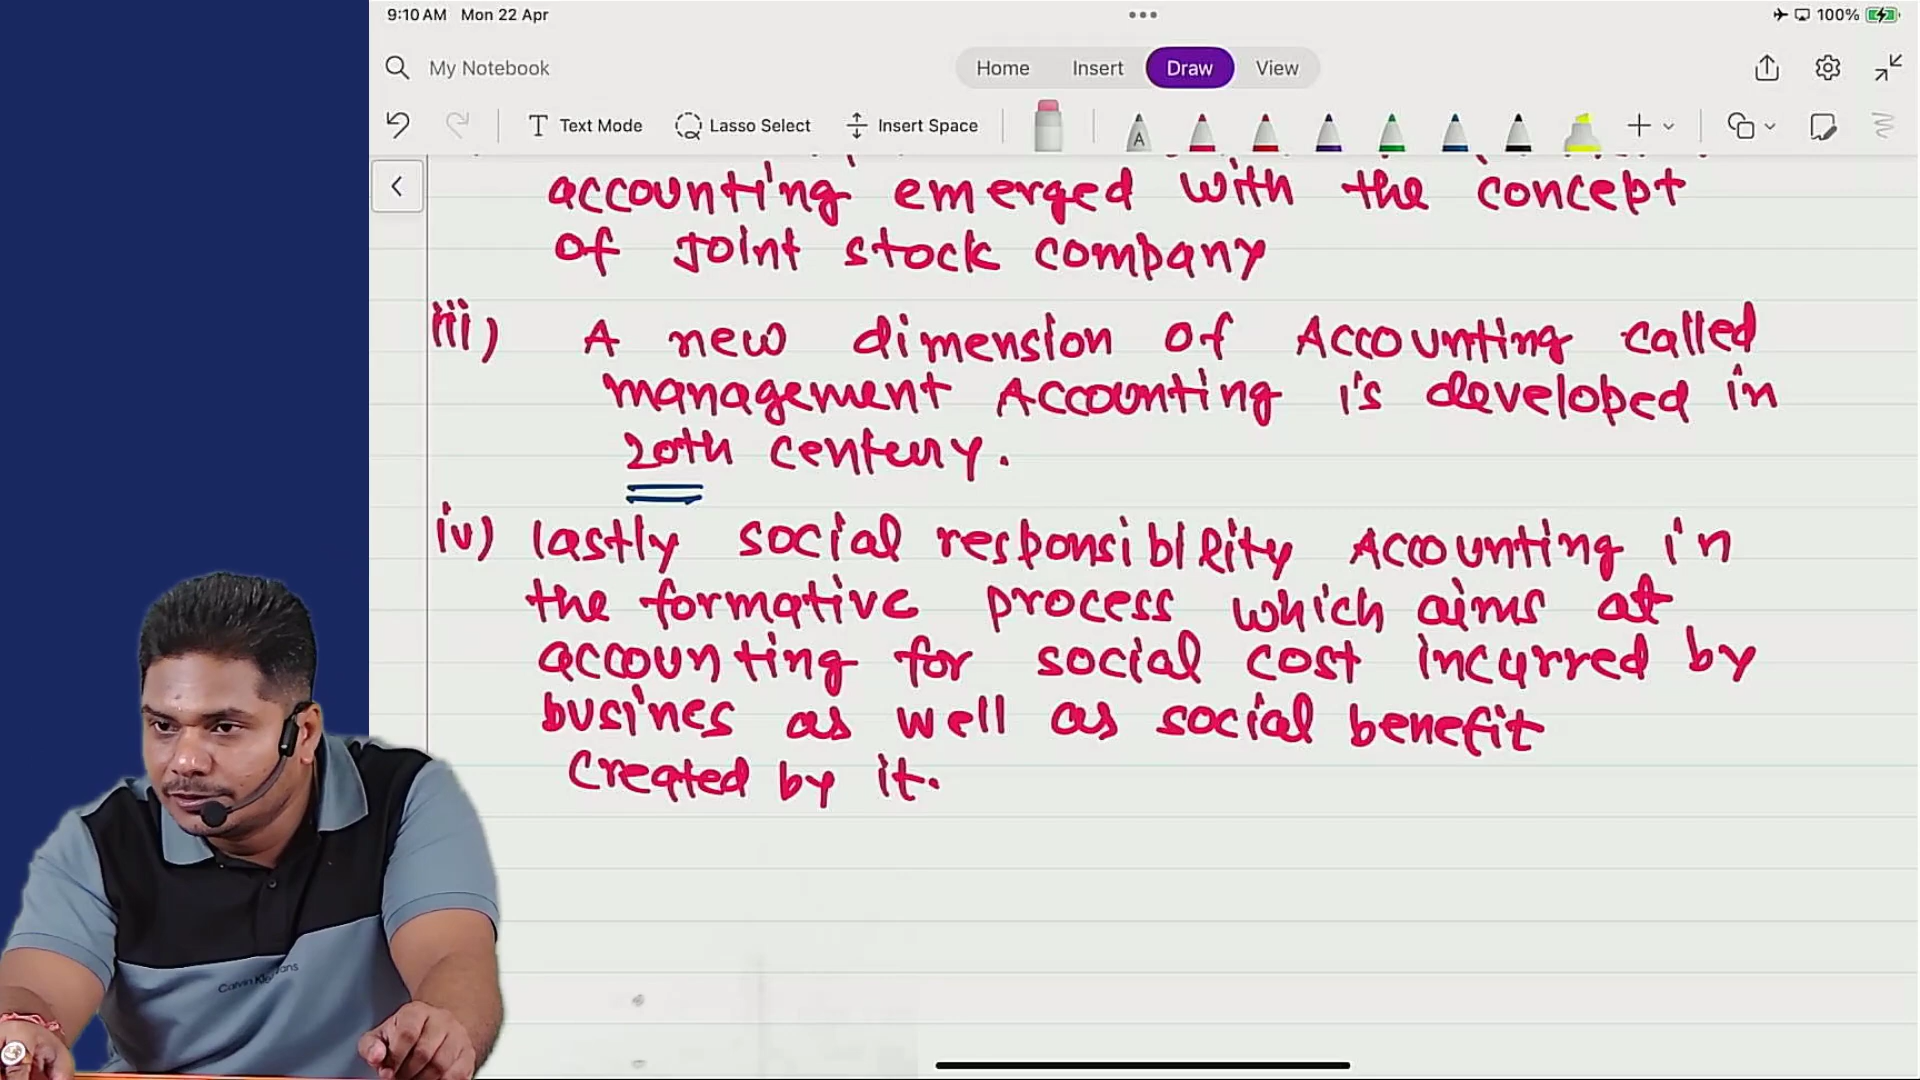 9:10 AM Mon 22 Apr
100%
My Notebook
Home Insert Draw View
Text Mode Lasso Select Insert Space
A
accounting emerged with the concept
of Joint stock company
iii) A new dimension of Accounting called
management Accounting is developed in
20th century.
iv) lastly social responsibility Accounting in
the formative process which aims at
accounting for social cost incurred by
busines as well as social benefit
created by it.
Calvin Klein Jeans